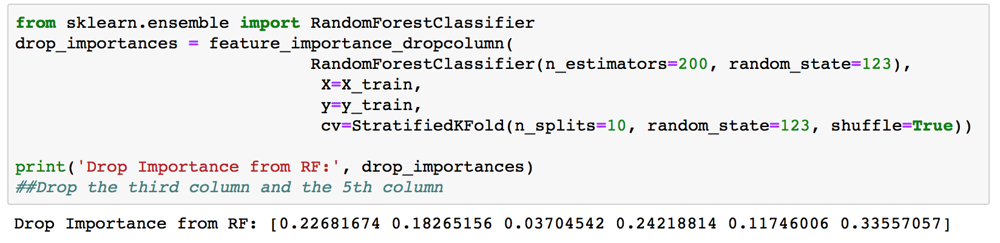 from sklearn.ensemble import RandomForestClassifier
drop_importances = feature_importance_dropcolumn(
RandomForestClassifier(n_estimators=200, random_state=123),
X=X_train,
y=y_train,
cv=StratifiedKFold(n_splits=10, random_state=123, shuffle=True))
print('Drop Importance from RF:', drop_importances)
##Drop the third column and the 5th column
Drop Importance from RF: [0.22681674 0.18265156 0.03704542 0.24218814 0.11746006 0.33557057]